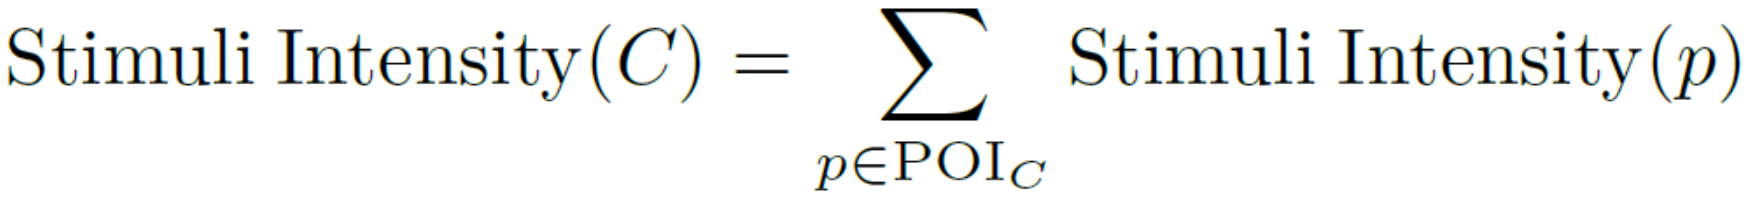 Stimuli Intensity(C) = ∑ Stimuli Intensity(p)
p∈POI_C